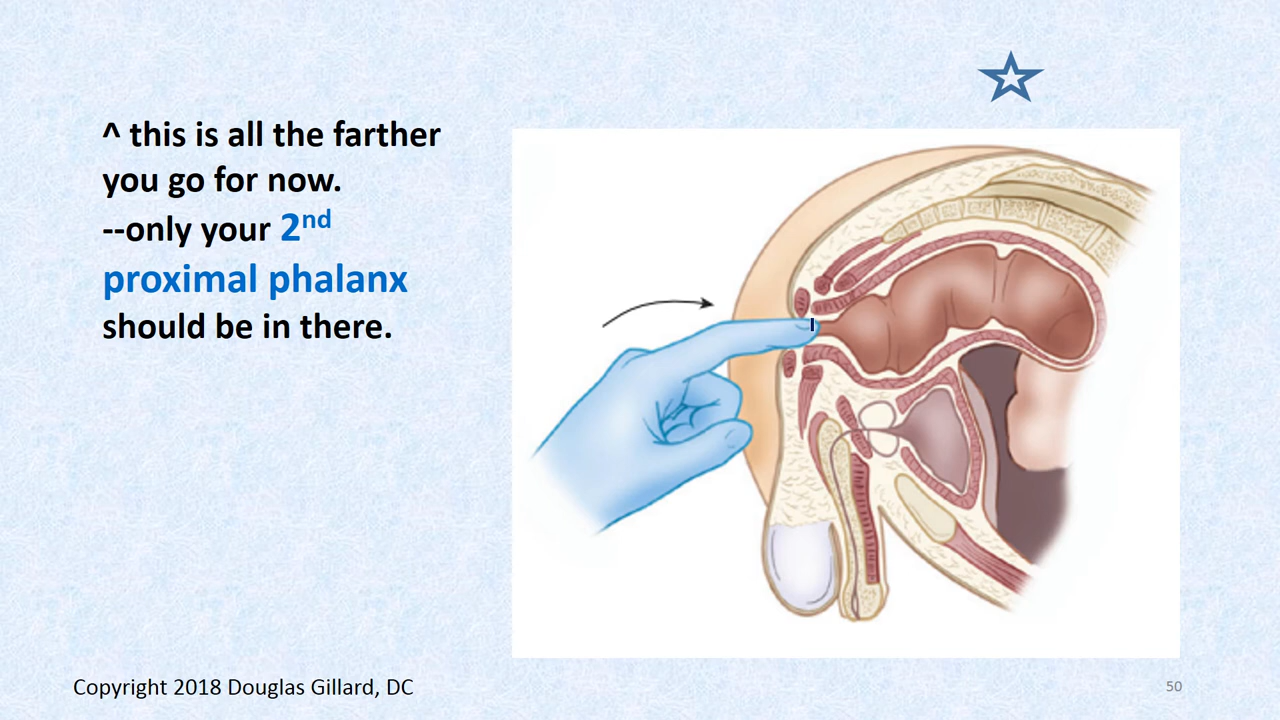 ^ this is all the farther
you go for now.
--only your 2nd
proximal phalanx
should be in there.
Copyright 2018 Douglas Gillard, DC
50